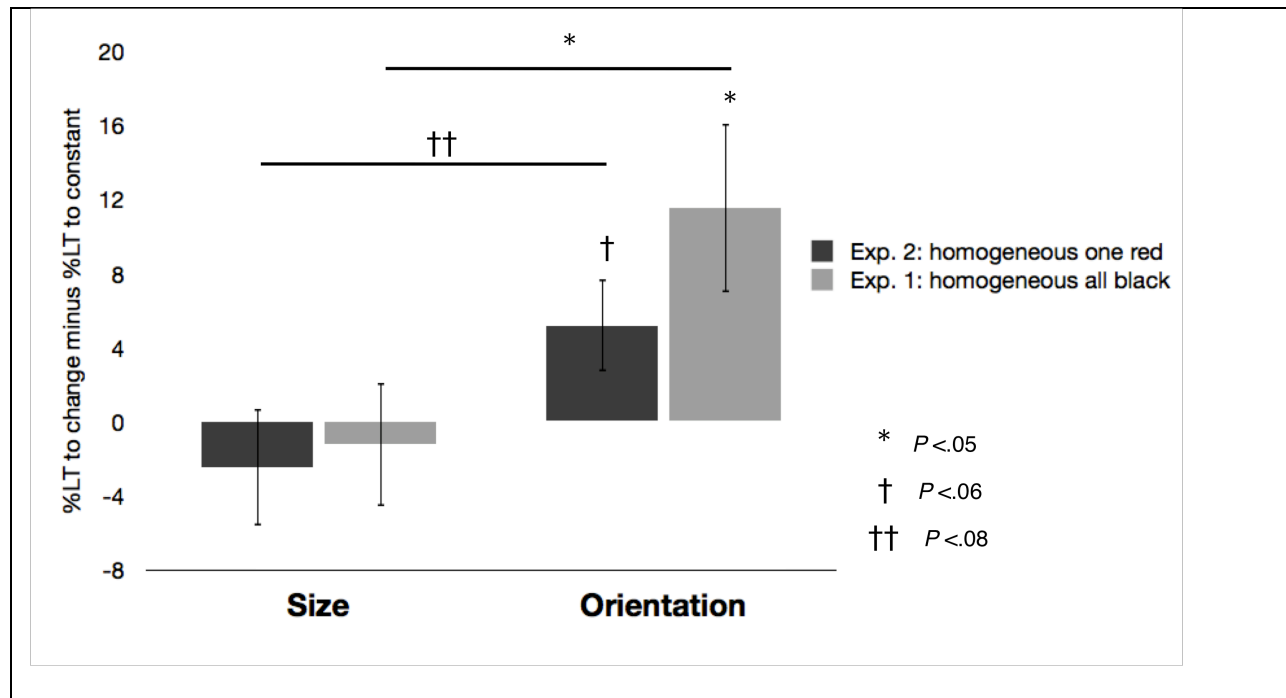 %LT to change minus %LT to constant
20
16
12
8
4
0
-4
-8
*
*
††
†
Size
Orientation
Exp. 2: homogeneous one red
Exp. 1: homogeneous all black
* P<.05
† P<.06
†† P<.08